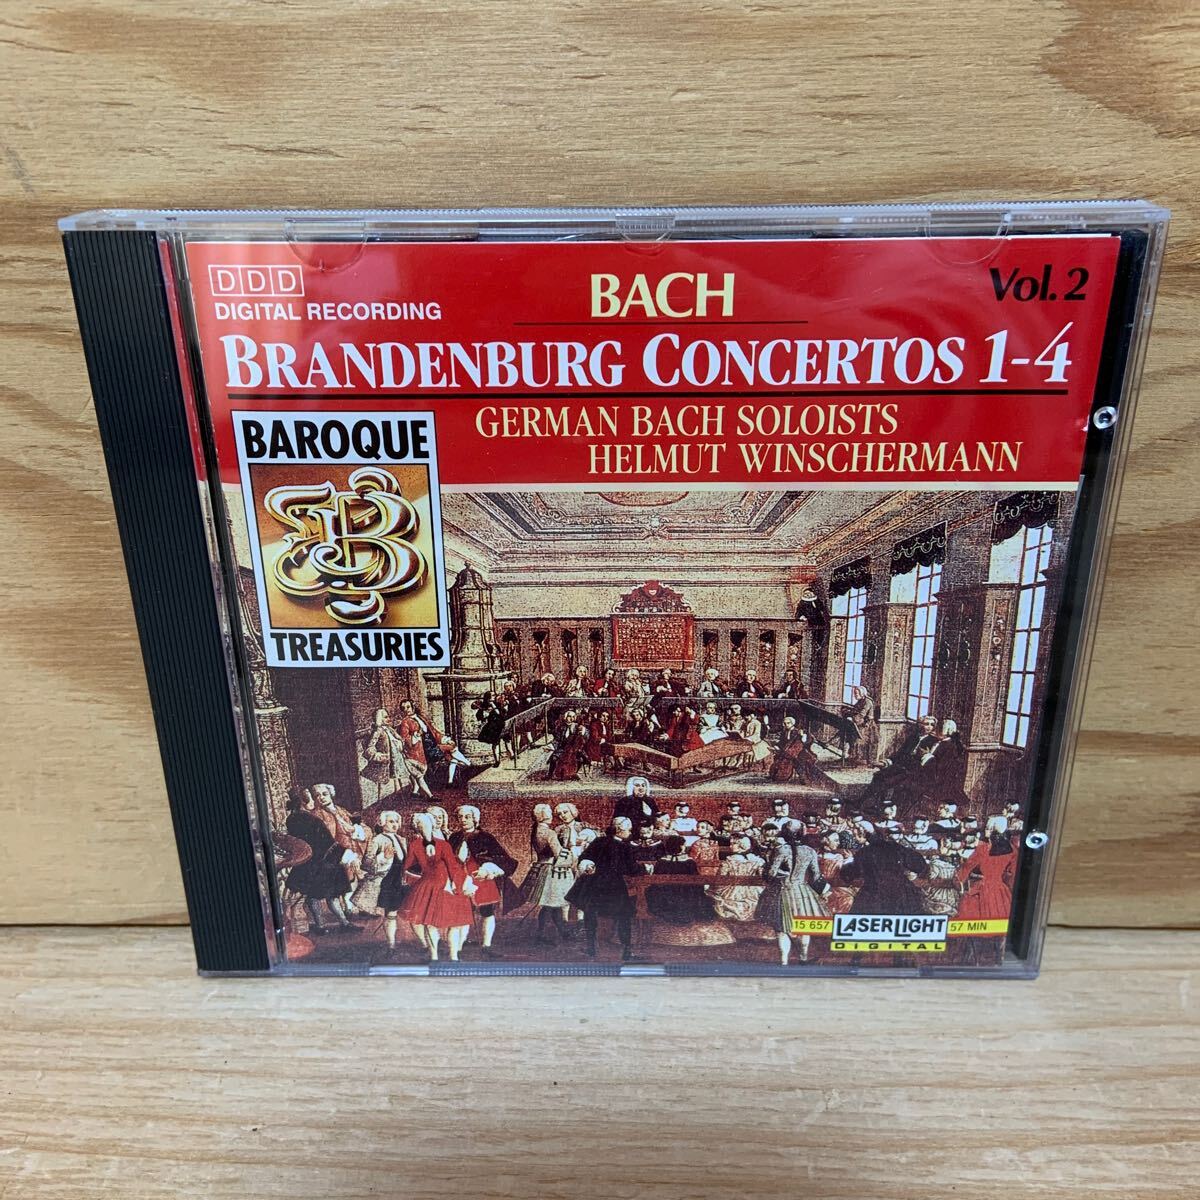 DDD
DIGITAL RECORDING
BACH
Vol. 2
BRANDENBURG CONCERTOS 1-4
GERMAN BACH SOLOISTS
HELMUT WINSCHERMANN
BAROQUE
B
TREASURIES
15 657
LASERLIGHT
DIGITAL
57 MIN